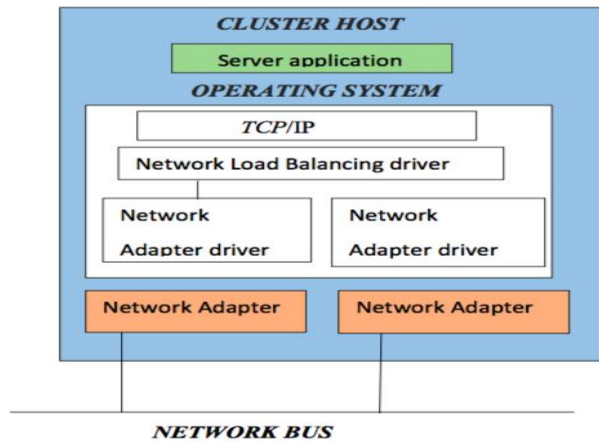 CLUSTER HOST
Server application
OPERATING SYSTEM
TCP/IP
Network Load Balancing driver
Network
Adapter driver
Network
Adapter driver
Network Adapter
Network Adapter
NETWORK BUS